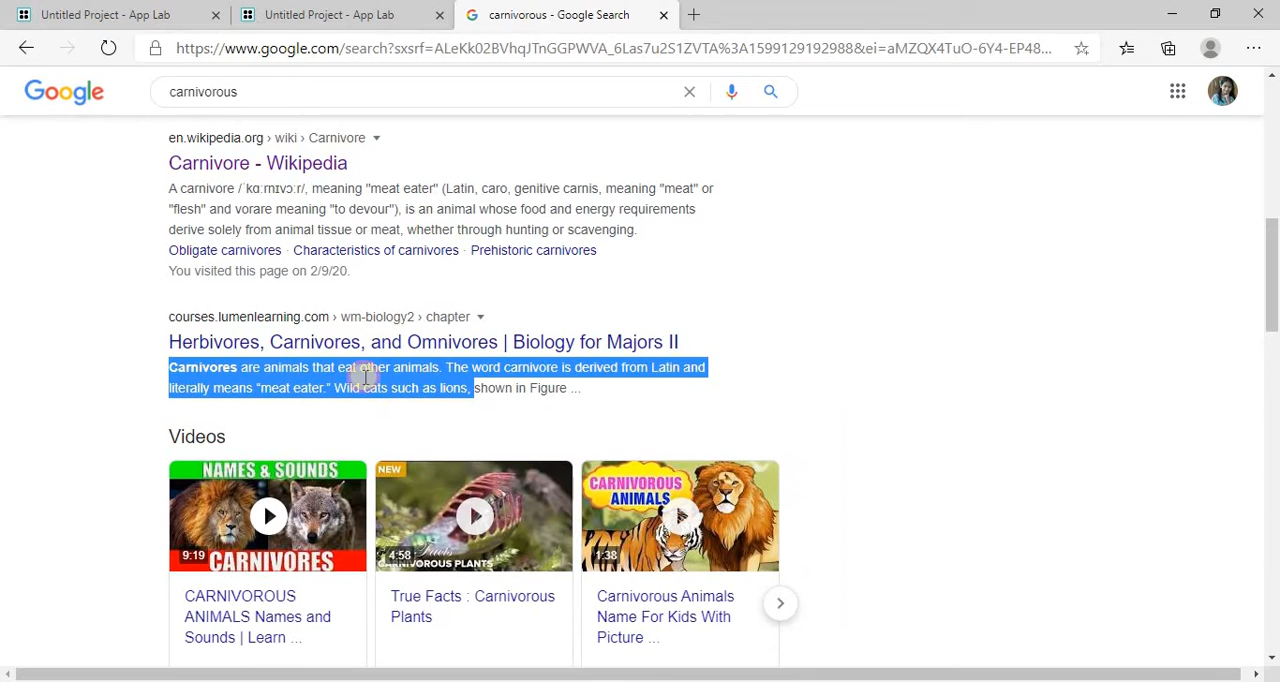 Untitled Project - App Lab
Untitled Project - App Lab
carnivorous - Google Search
https://www.google.com/search?sxsrf=ALeKk02BVhqJTnGGPWVA_6Las7u2S1ZVTA%3A1599129192988&ei=aMZQX4TuO-6Y4-EP48...
Google
carnivorous
en.wikipedia.org › wiki › Carnivore
Carnivore - Wikipedia
A carnivore /ˈkɑːrnɪvɔːr/, meaning "meat eater" (Latin, caro, genitive carnis, meaning "meat" or
"flesh" and vorare meaning "to devour"), is an animal whose food and energy requirements
derive solely from animal tissue or meat, whether through hunting or scavenging.
Obligate carnivores · Characteristics of carnivores · Prehistoric carnivores
You visited this page on 2/9/20.
courses.lumenlearning.com › wm-biology2 › chapter
Herbivores, Carnivores, and Omnivores | Biology for Majors II
Carnivores are animals that eat other animals. The word carnivore is derived from Latin and
literally means “meat eater.” Wild cats such as lions, shown in Figure ...
Videos
NAMES & SOUNDS
9:19
CARNIVORES
NEW
4:58
Facts
CARNIVOROUS PLANTS
CARNIVOROUS
ANIMALS
1:38
CARNIVOROUS
ANIMALS Names and
Sounds | Learn ...
True Facts : Carnivorous
Plants
Carnivorous Animals
Name For Kids With
Picture ...